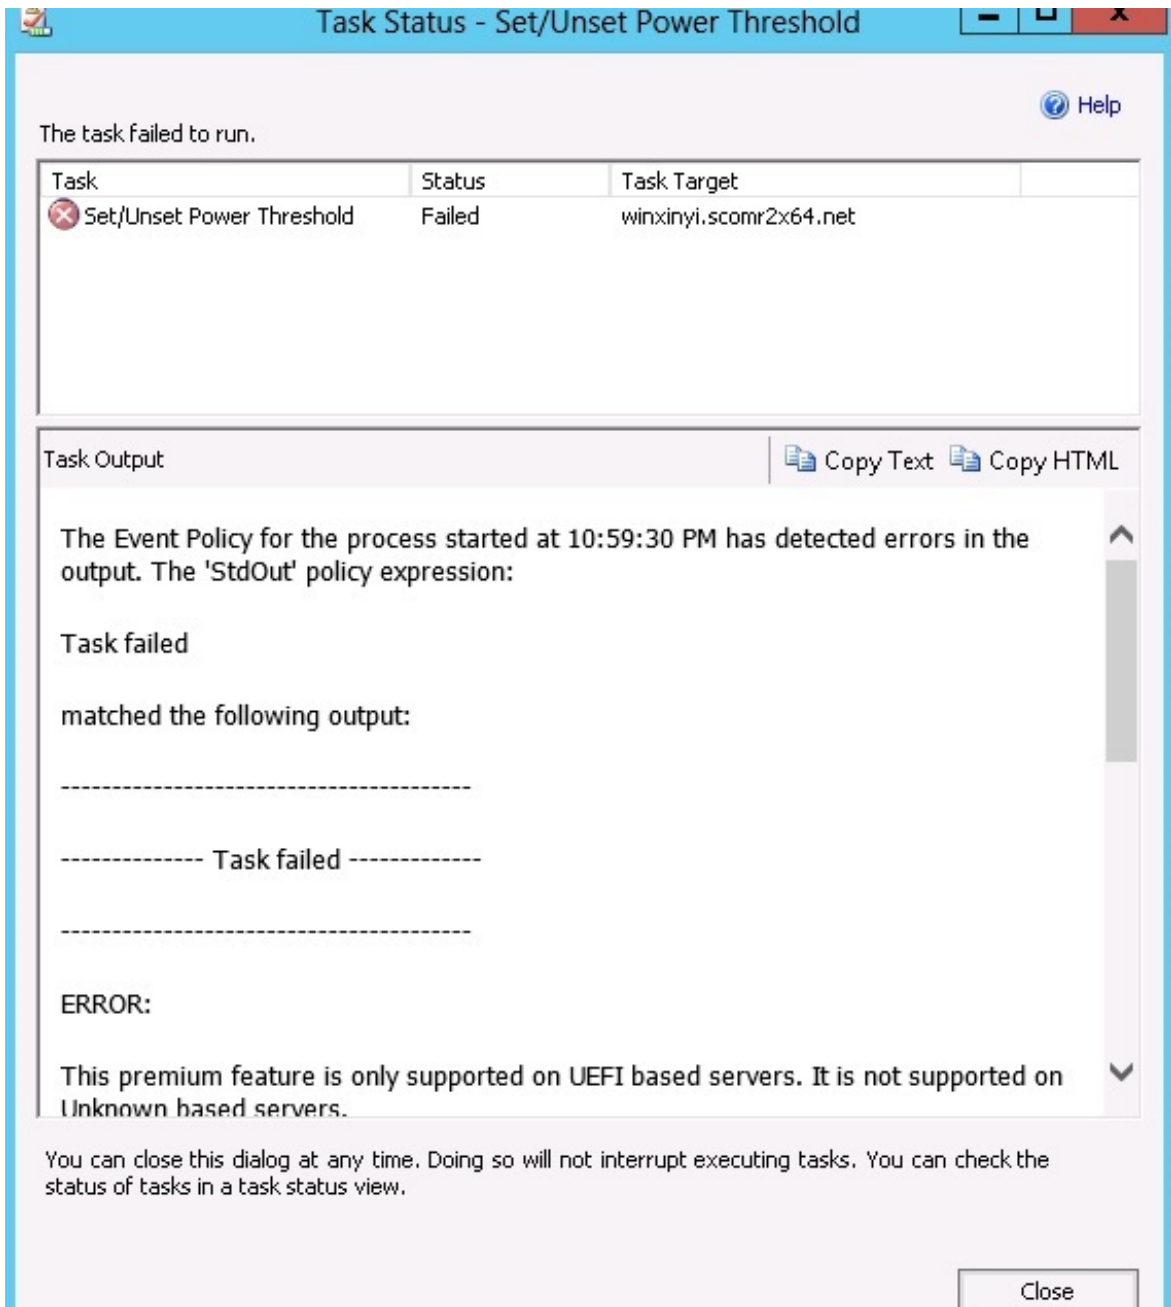 Task Status - Set/Unset Power Threshold
Help
The task failed to run.
Task Status Task Target
Set/Unset Power Threshold Failed winxinyi.scomr2x64.net
Task Output Copy Text Copy HTML
The Event Policy for the process started at 10:59:30 PM has detected errors in the
output. The 'StdOut' policy expression:
Task failed
matched the following output:
----------------------------------------
-------------- Task failed -------------
----------------------------------------
ERROR:
This premium feature is only supported on UEFI based servers. It is not supported on
Unknown based servers.
You can close this dialog at any time. Doing so will not interrupt executing tasks. You can check the
status of tasks in a task status view.
Close